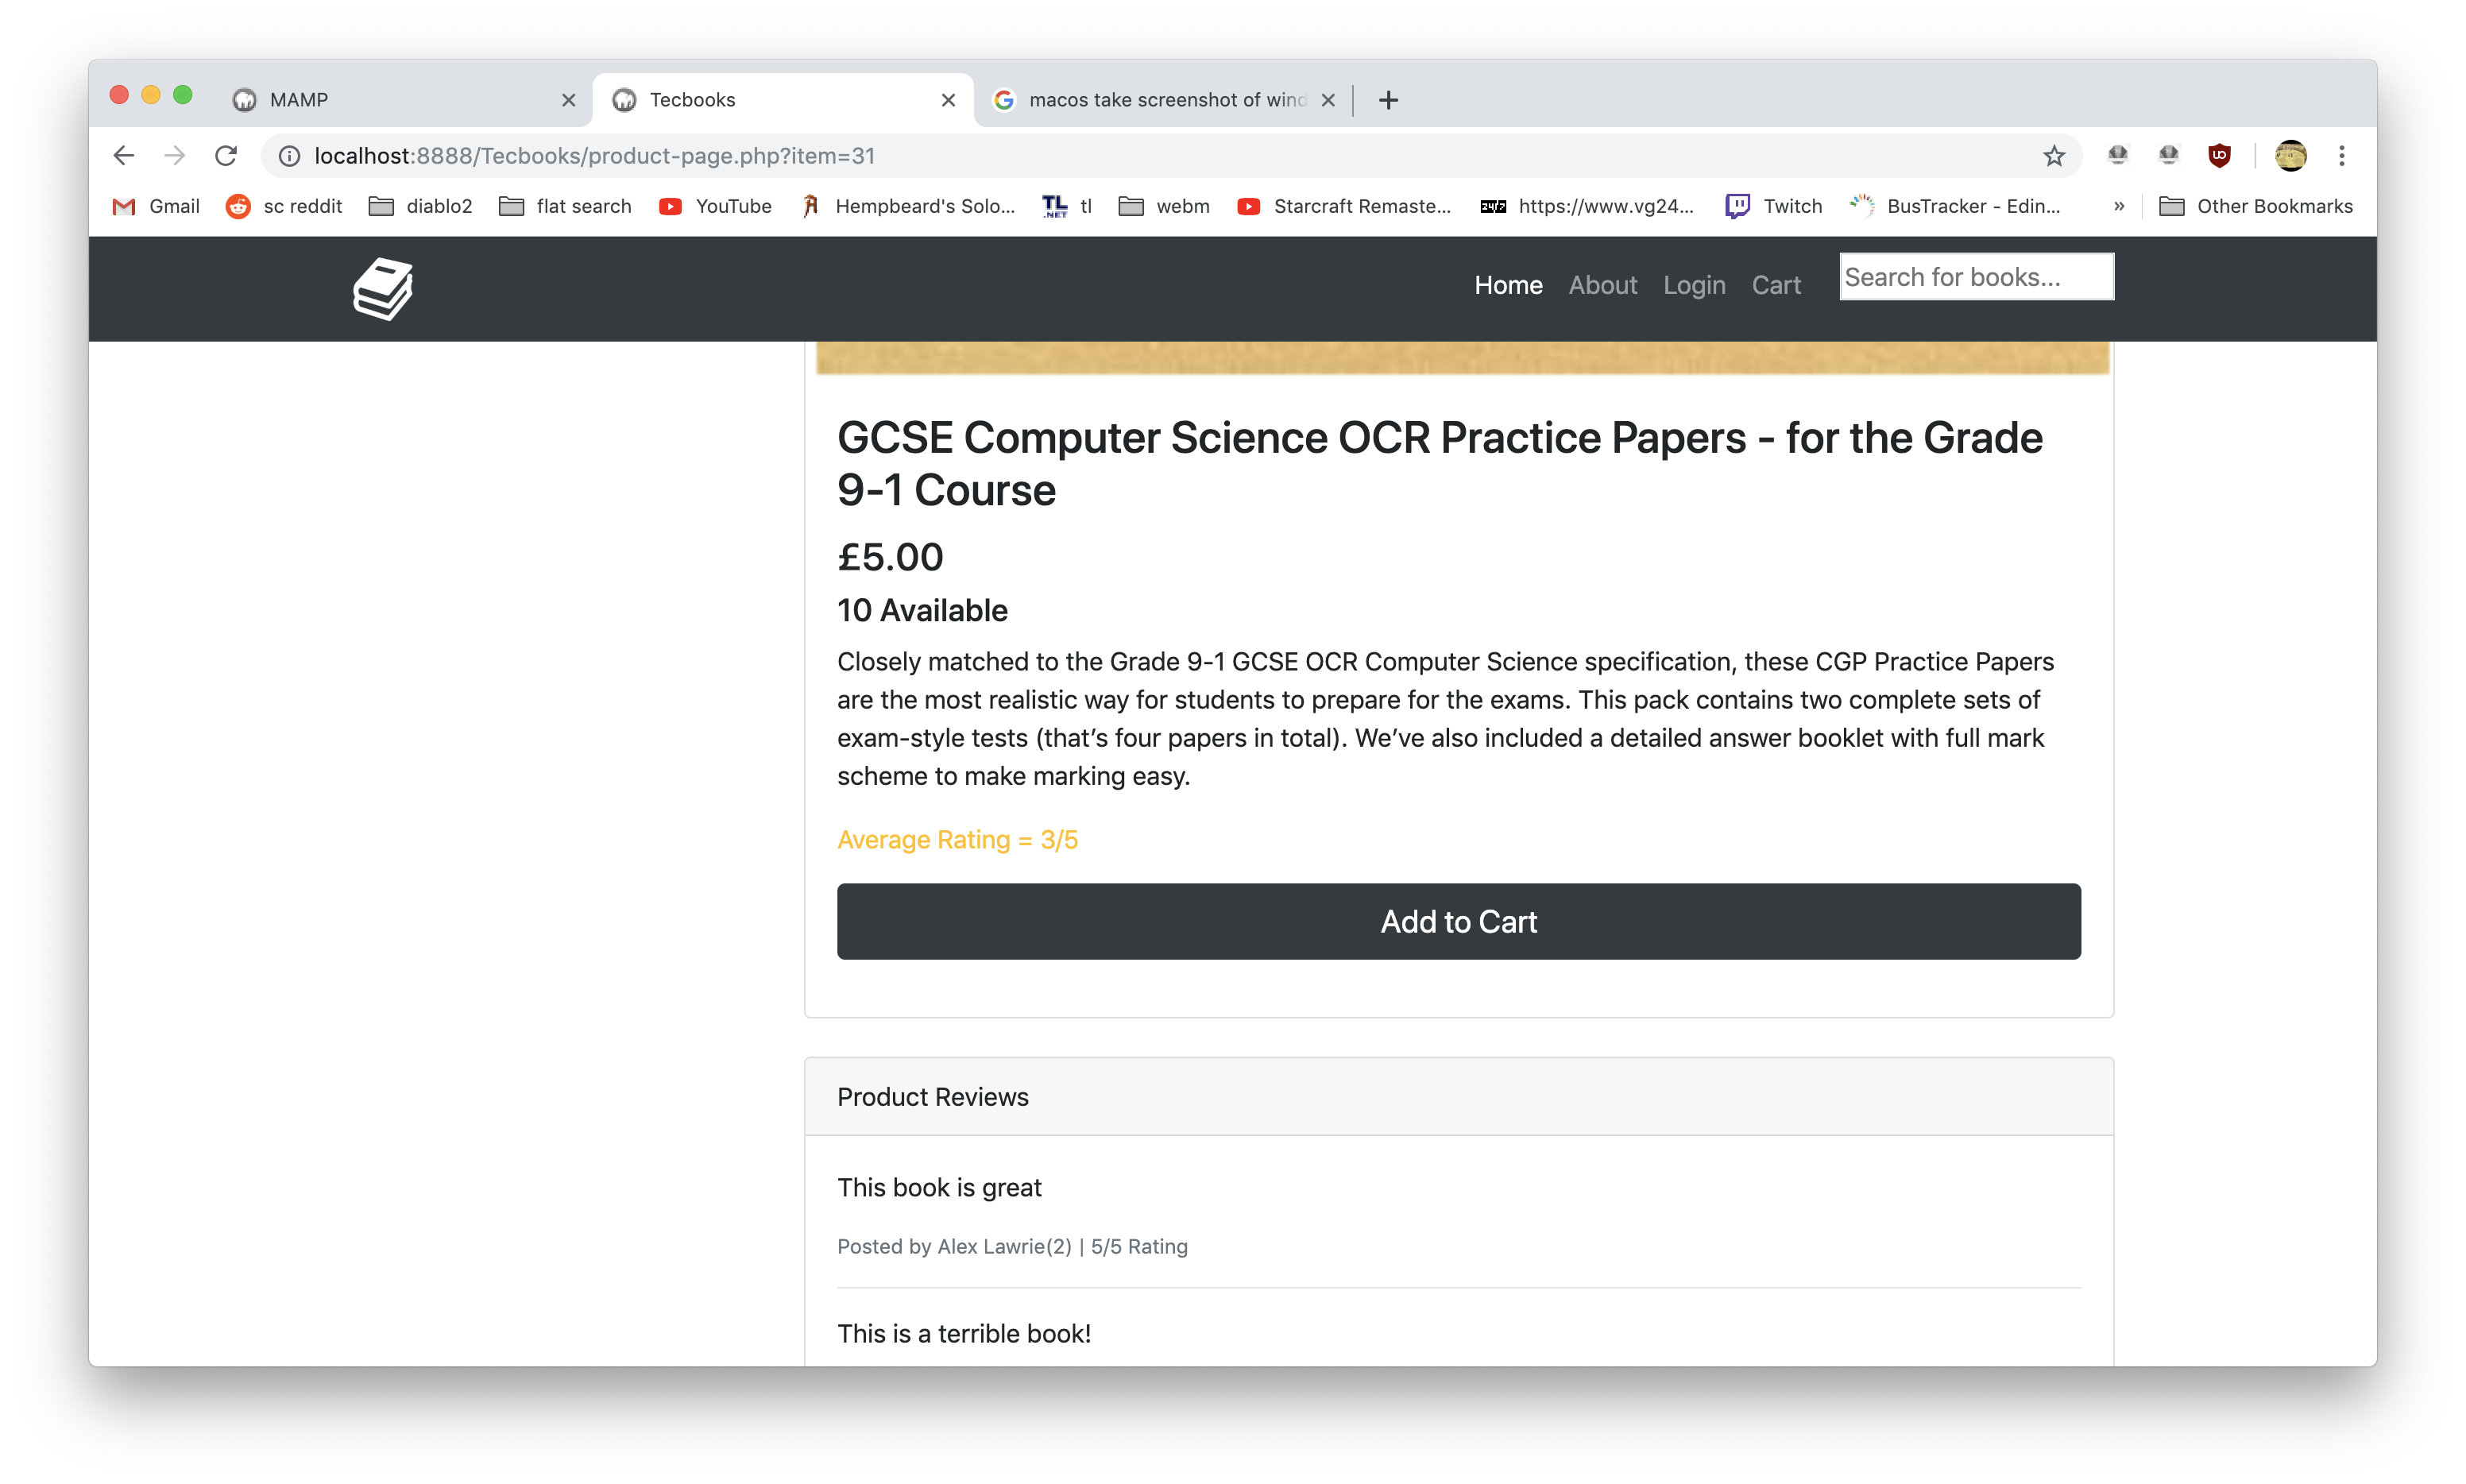 MAMP
Tecbooks
macos take screenshot of wind
localhost:8888/Tecbooks/product-page.php?item=31
Gmail
sc reddit
diablo2
flat search
YouTube
Hempbeard's Solo...
TL.NET
tl
webm
Starcraft Remaste...
24/7
https://www.vg24...
Twitch
BusTracker - Edin...
»
Other Bookmarks
Home About Login Cart
Search for books...
GCSE Computer Science OCR Practice Papers - for the Grade
9-1 Course
£5.00
10 Available
Closely matched to the Grade 9-1 GCSE OCR Computer Science specification, these CGP Practice Papers
are the most realistic way for students to prepare for the exams. This pack contains two complete sets of
exam-style tests (that’s four papers in total). We’ve also included a detailed answer booklet with full mark
scheme to make marking easy.
Average Rating = 3/5
Add to Cart
Product Reviews
This book is great
Posted by Alex Lawrie(2) | 5/5 Rating
This is a terrible book!